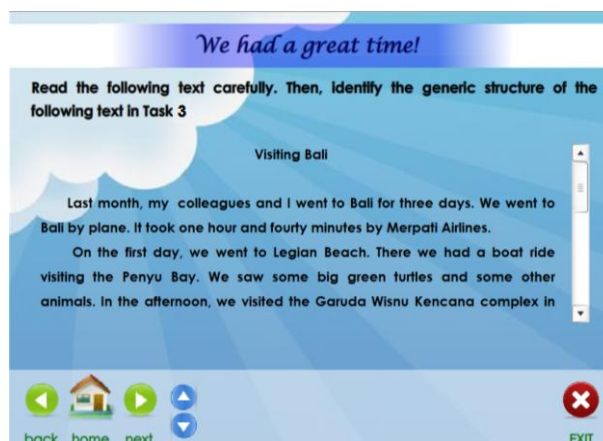 We had a great time!
Read the following text carefully. Then, identify the generic structure of the
following text in Task 3
Visiting Bali
Last month, my colleagues and I went to Bali for three days. We went to
Bali by plane. It took one hour and fourty minutes by Merpati Airlines.
On the first day, we went to Legian Beach. There we had a boat ride
visiting the Penyu Bay. We saw some big green turtles and some other
animals. In the afternoon, we visited the Garuda Wisnu Kencana complex in
back home next
EXIT